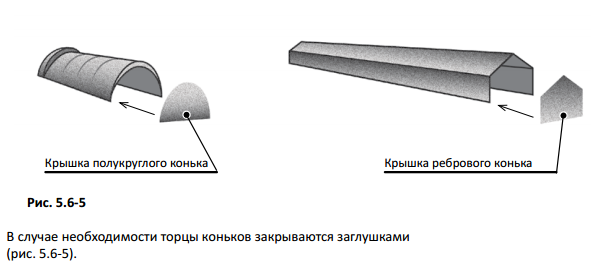 Крышка полукруглого конька
Крышка ребрового конька
Рис. 5.6-5
В случае необходимости торцы коньков закрываются заглушками
(рис. 5.6-5).